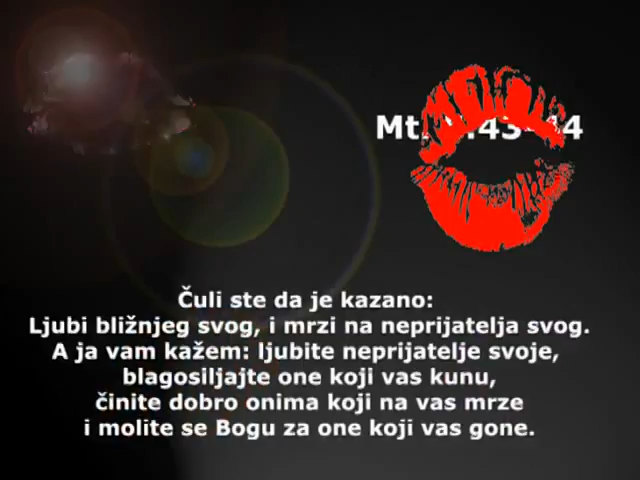 43-44
Čuli ste da je kazano:
Ljubi bližnjeg svog, i mrzi na neprijatelja svog.
A ja vam kažem: ljubite neprijatelje svoje,
blagosiljajte one koji vas kunu,
činite dobro onima koji na vas mrze
i molite se Bogu za one koji vas gone.